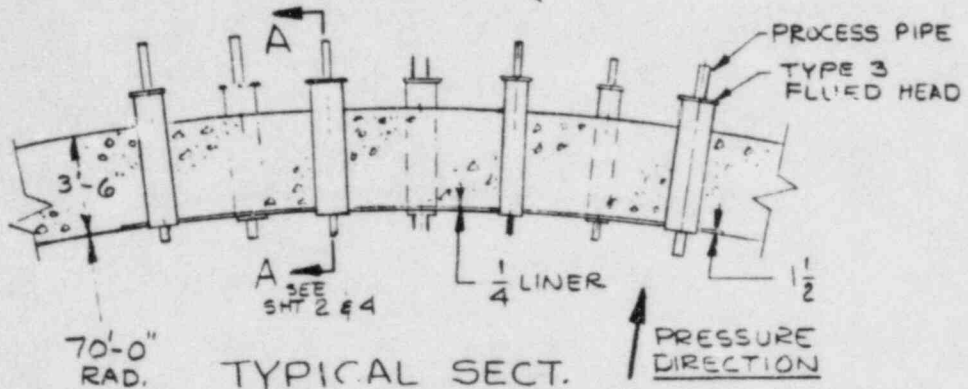 A
PROCESS PIPE
TYPE 3
FLUED HEAD
3'-6"
A
SEE
SHT 2 & 4
1/4 LINER
1 1/2
70'-0"
RAD.
TYPICAL SECT.
PRESSURE
DIRECTION